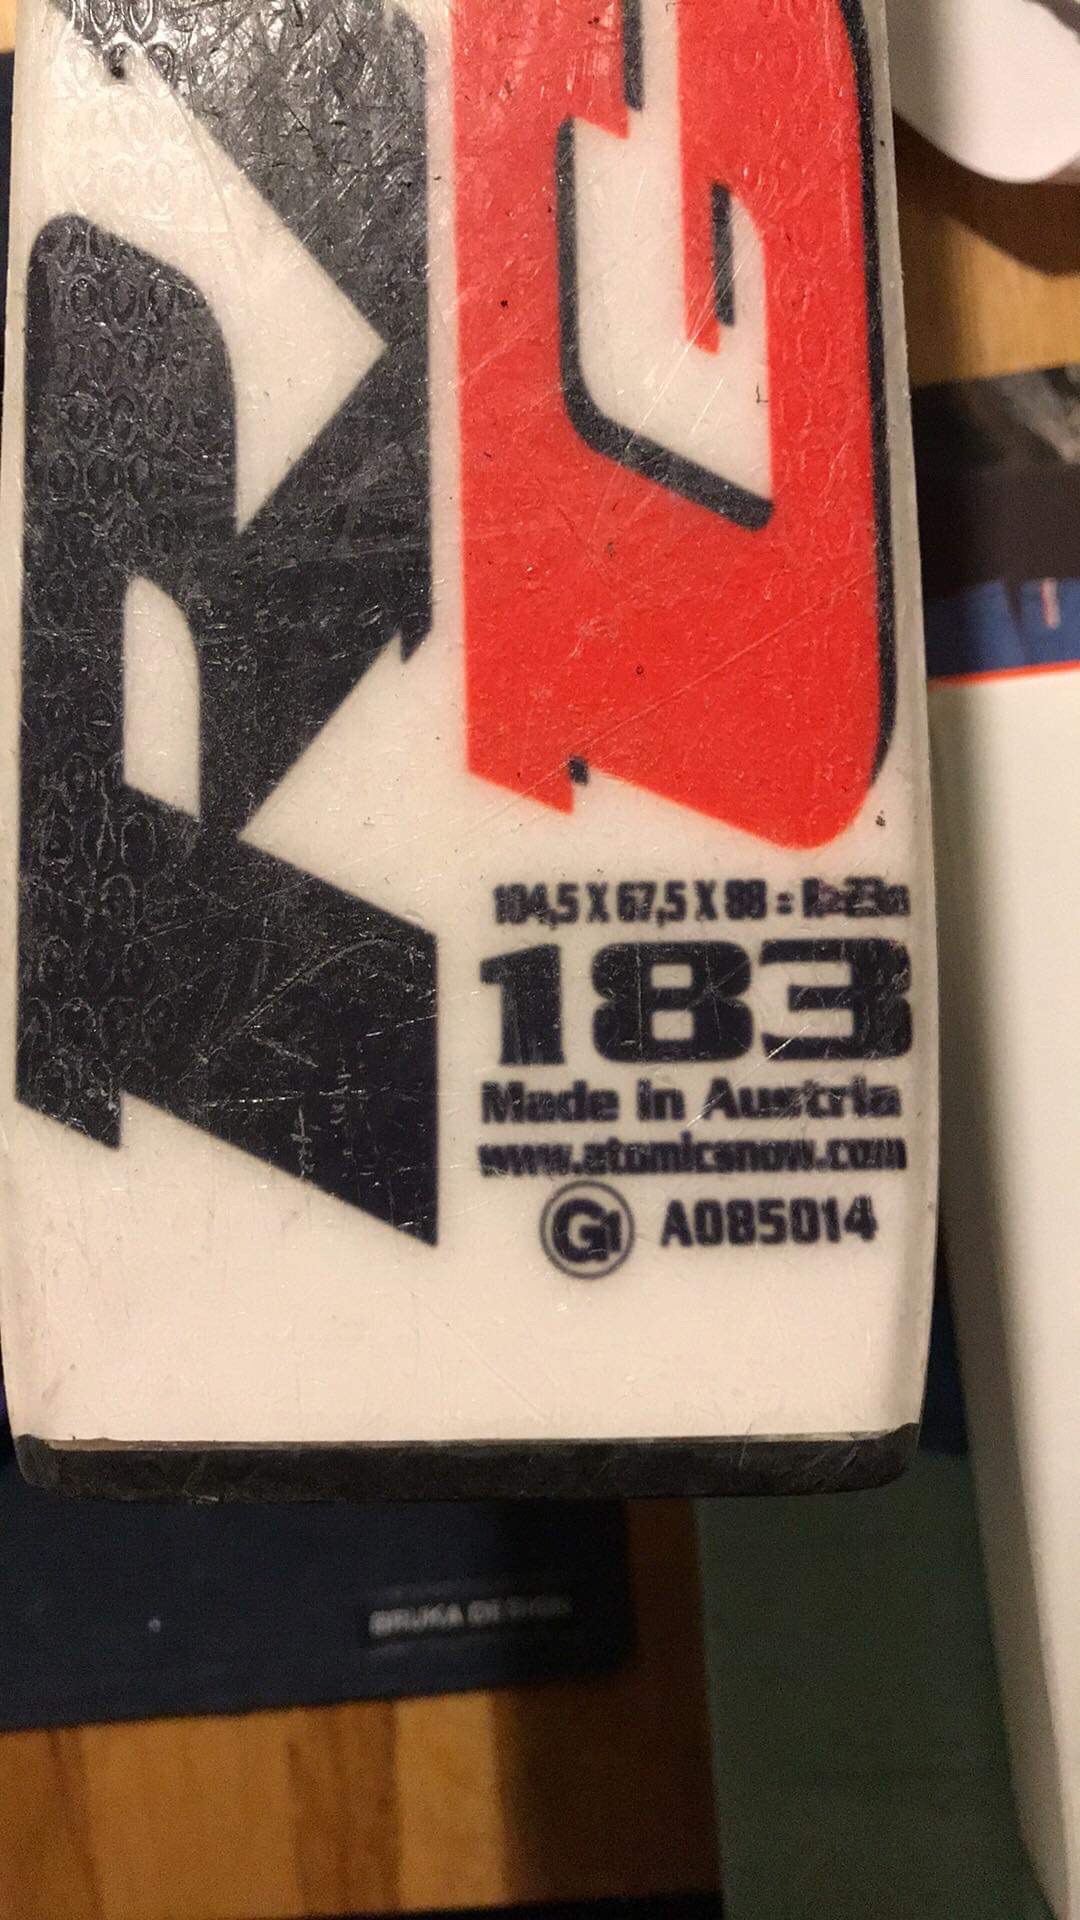 104,5 X 67,5 X 88 = R>23m
183
Made in Austria
www.atomicsnow.com
G1 A085014